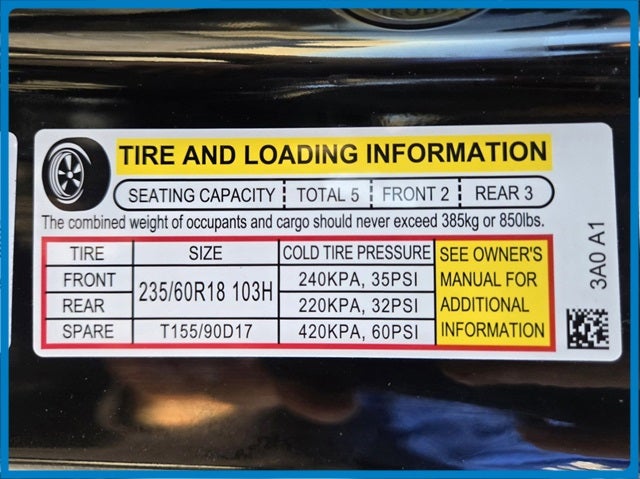 TIRE AND LOADING INFORMATION
SEATING CAPACITY TOTAL 5 FRONT 2 REAR 3
The combined weight of occupants and cargo should never exceed 385kg or 850lbs.
TIRE SIZE COLD TIRE PRESSURE
FRONT 235/60R18 103H 240KPA, 35PSI
REAR 220KPA, 32PSI
SPARE T155/90D17 420KPA, 60PSI
SEE OWNER'S
MANUAL FOR
ADDITIONAL
INFORMATION
3A0 A1